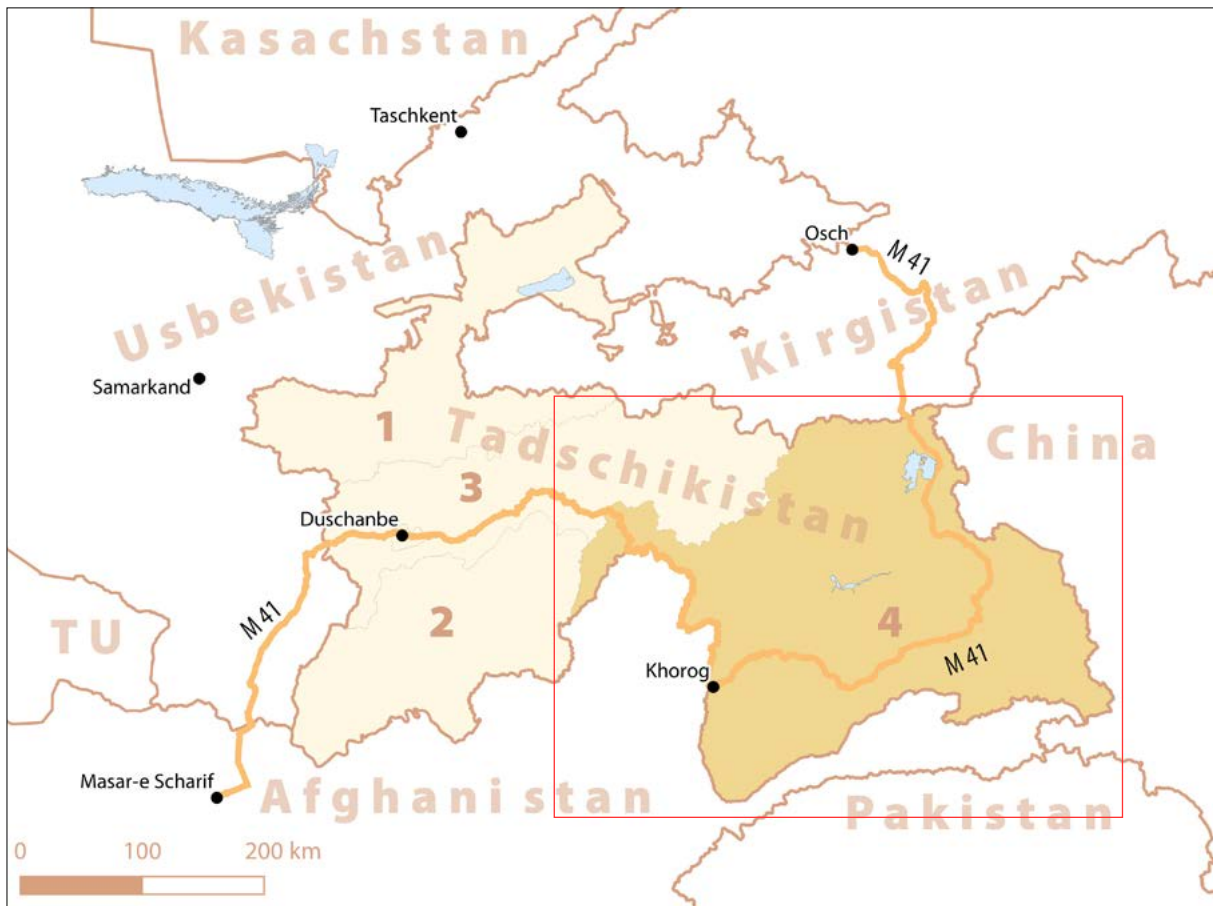 Kasachstan
Taschkent
Osch
M 41
Usbekistan
Kirgistan
Samarkand
1
Tadschikistan
China
3
Duschanbe
M 41
TU
2
4
Khorog
M 41
Masar-e Scharif
Afghanistan
Pakistan
0 100 200 km